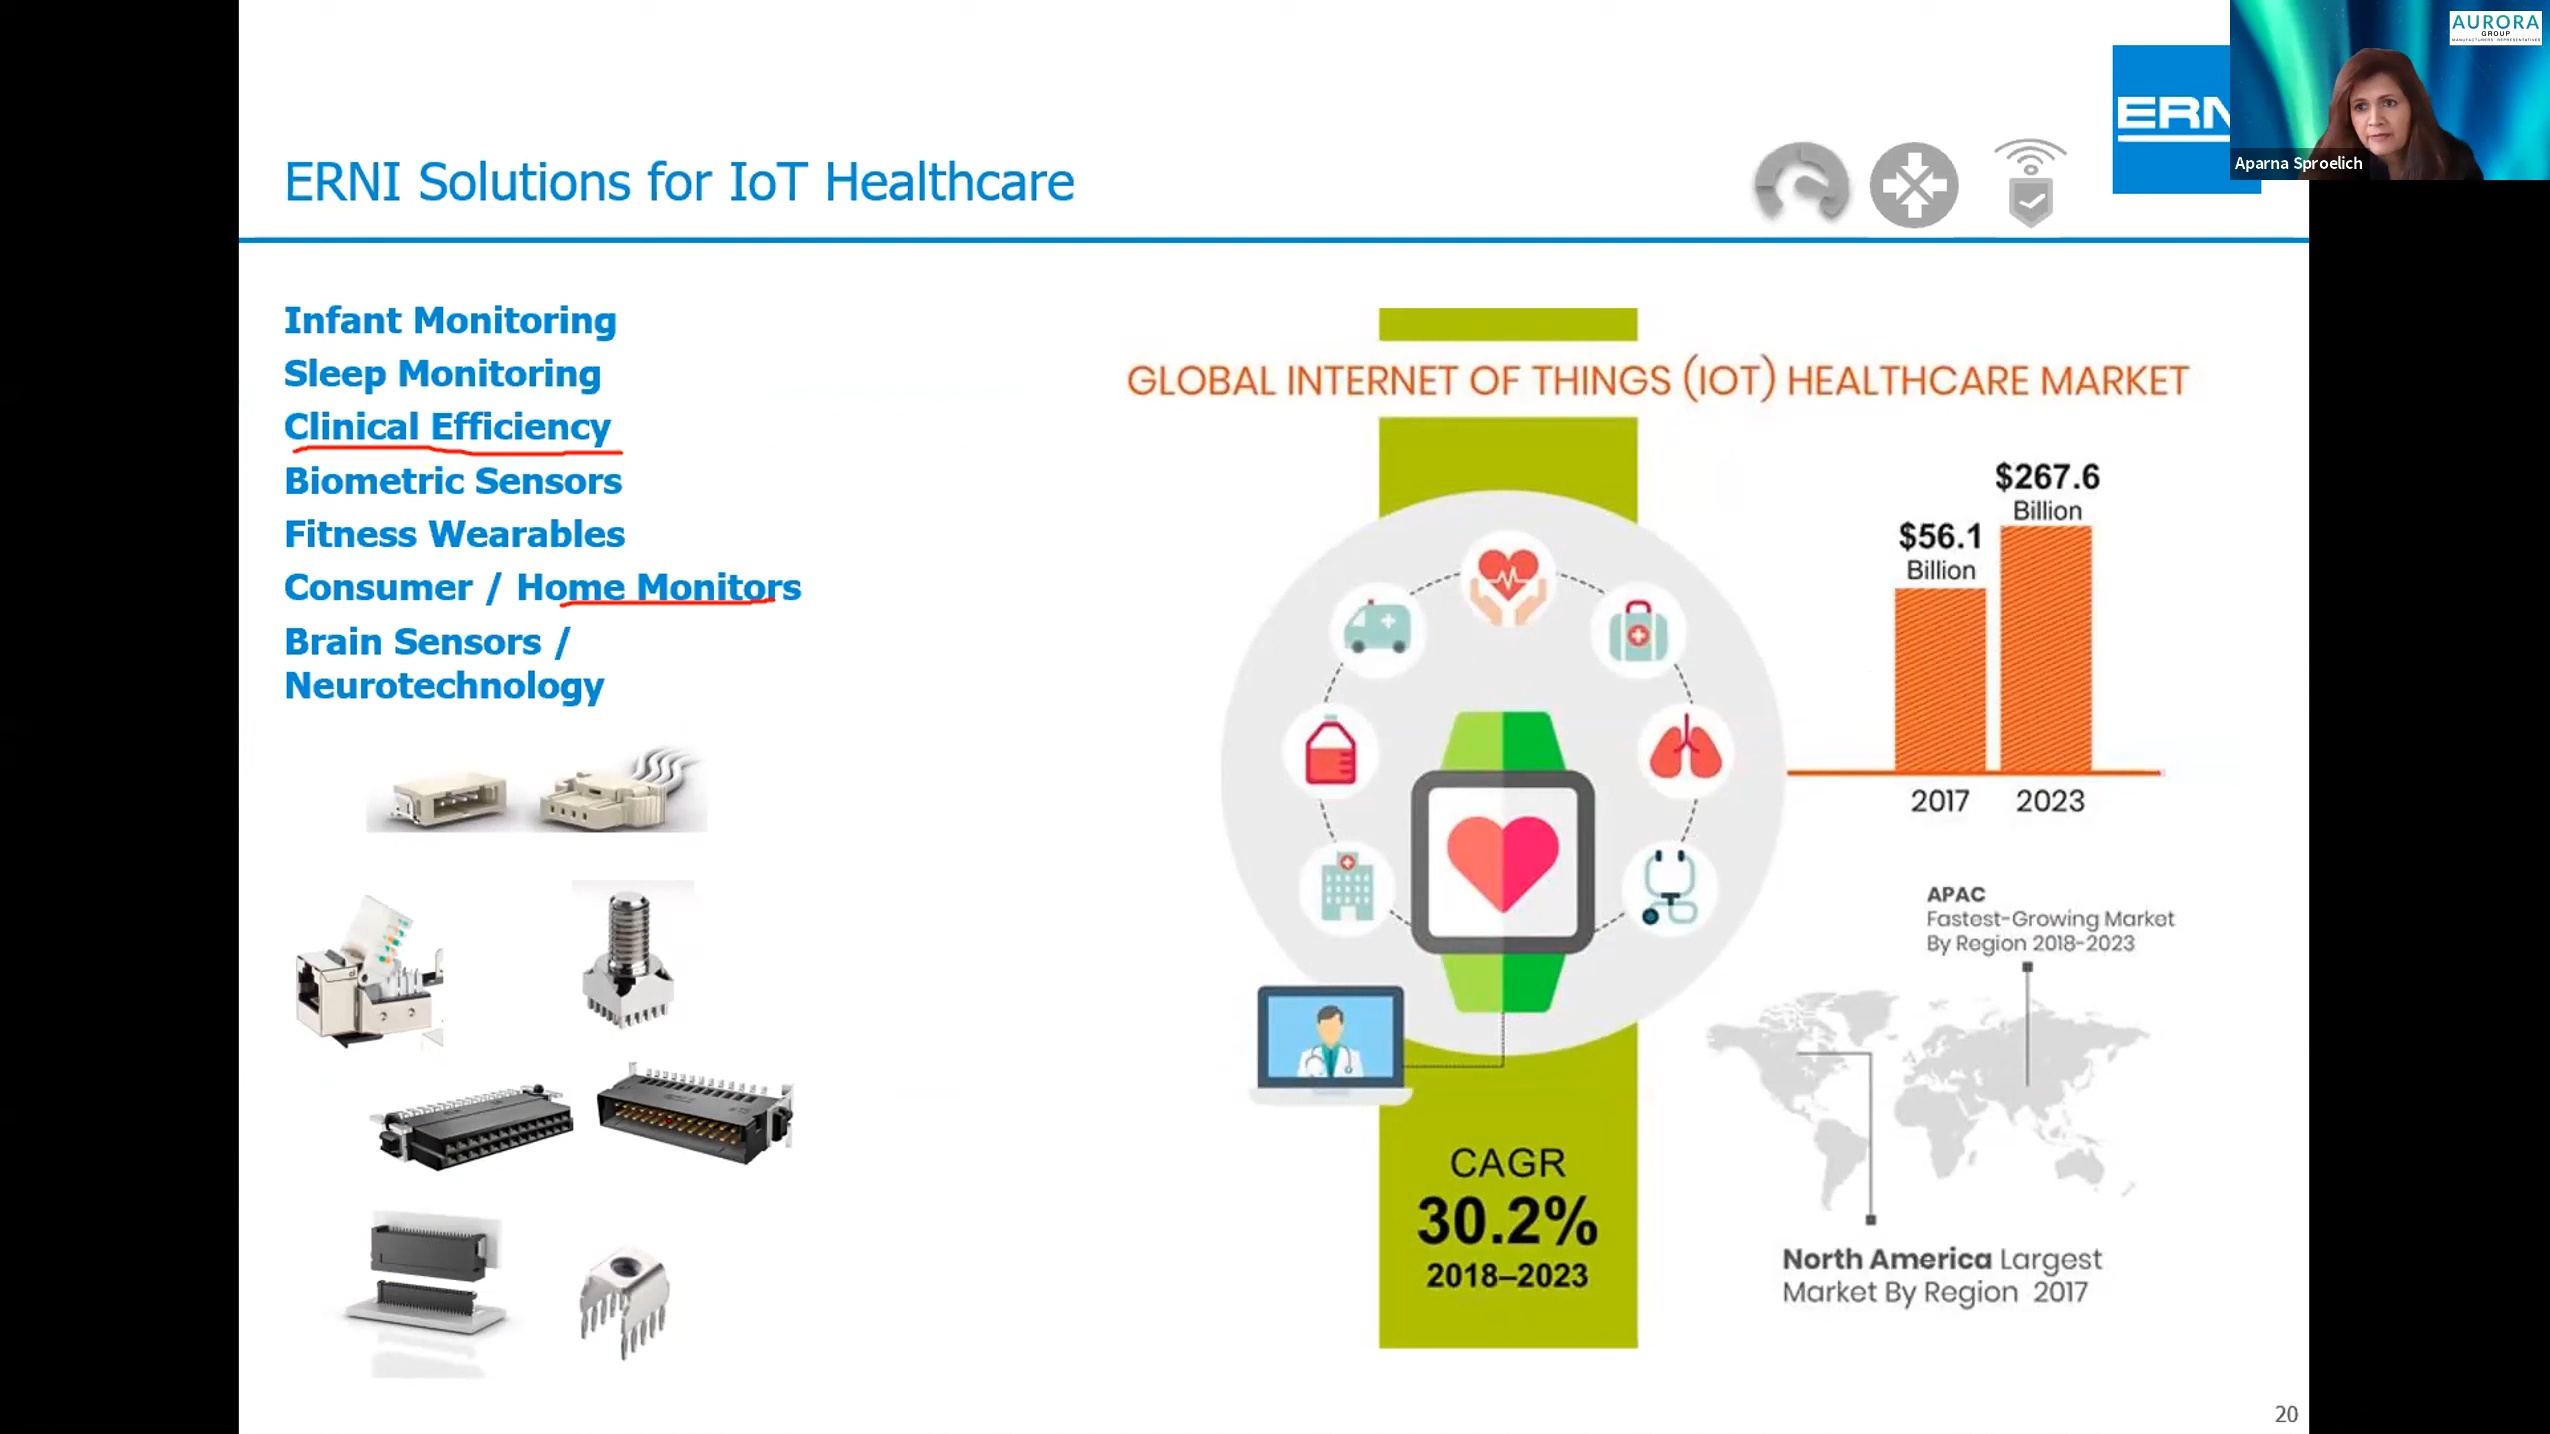 AURORA
GROUP
MANUFACTURERS' REPRESENTATIVES
ERN
Aparna Sproelich
ERNI Solutions for IoT Healthcare
Infant Monitoring
Sleep Monitoring
Clinical Efficiency
Biometric Sensors
Fitness Wearables
Consumer / Home Monitors
Brain Sensors /
Neurotechnology
GLOBAL INTERNET OF THINGS (IOT) HEALTHCARE MARKET
$267.6
Billion
$56.1
Billion
2017 2023
APAC
Fastest-Growing Market
By Region 2018-2023
CAGR
30.2%
2018–2023
North America Largest
Market By Region 2017
20